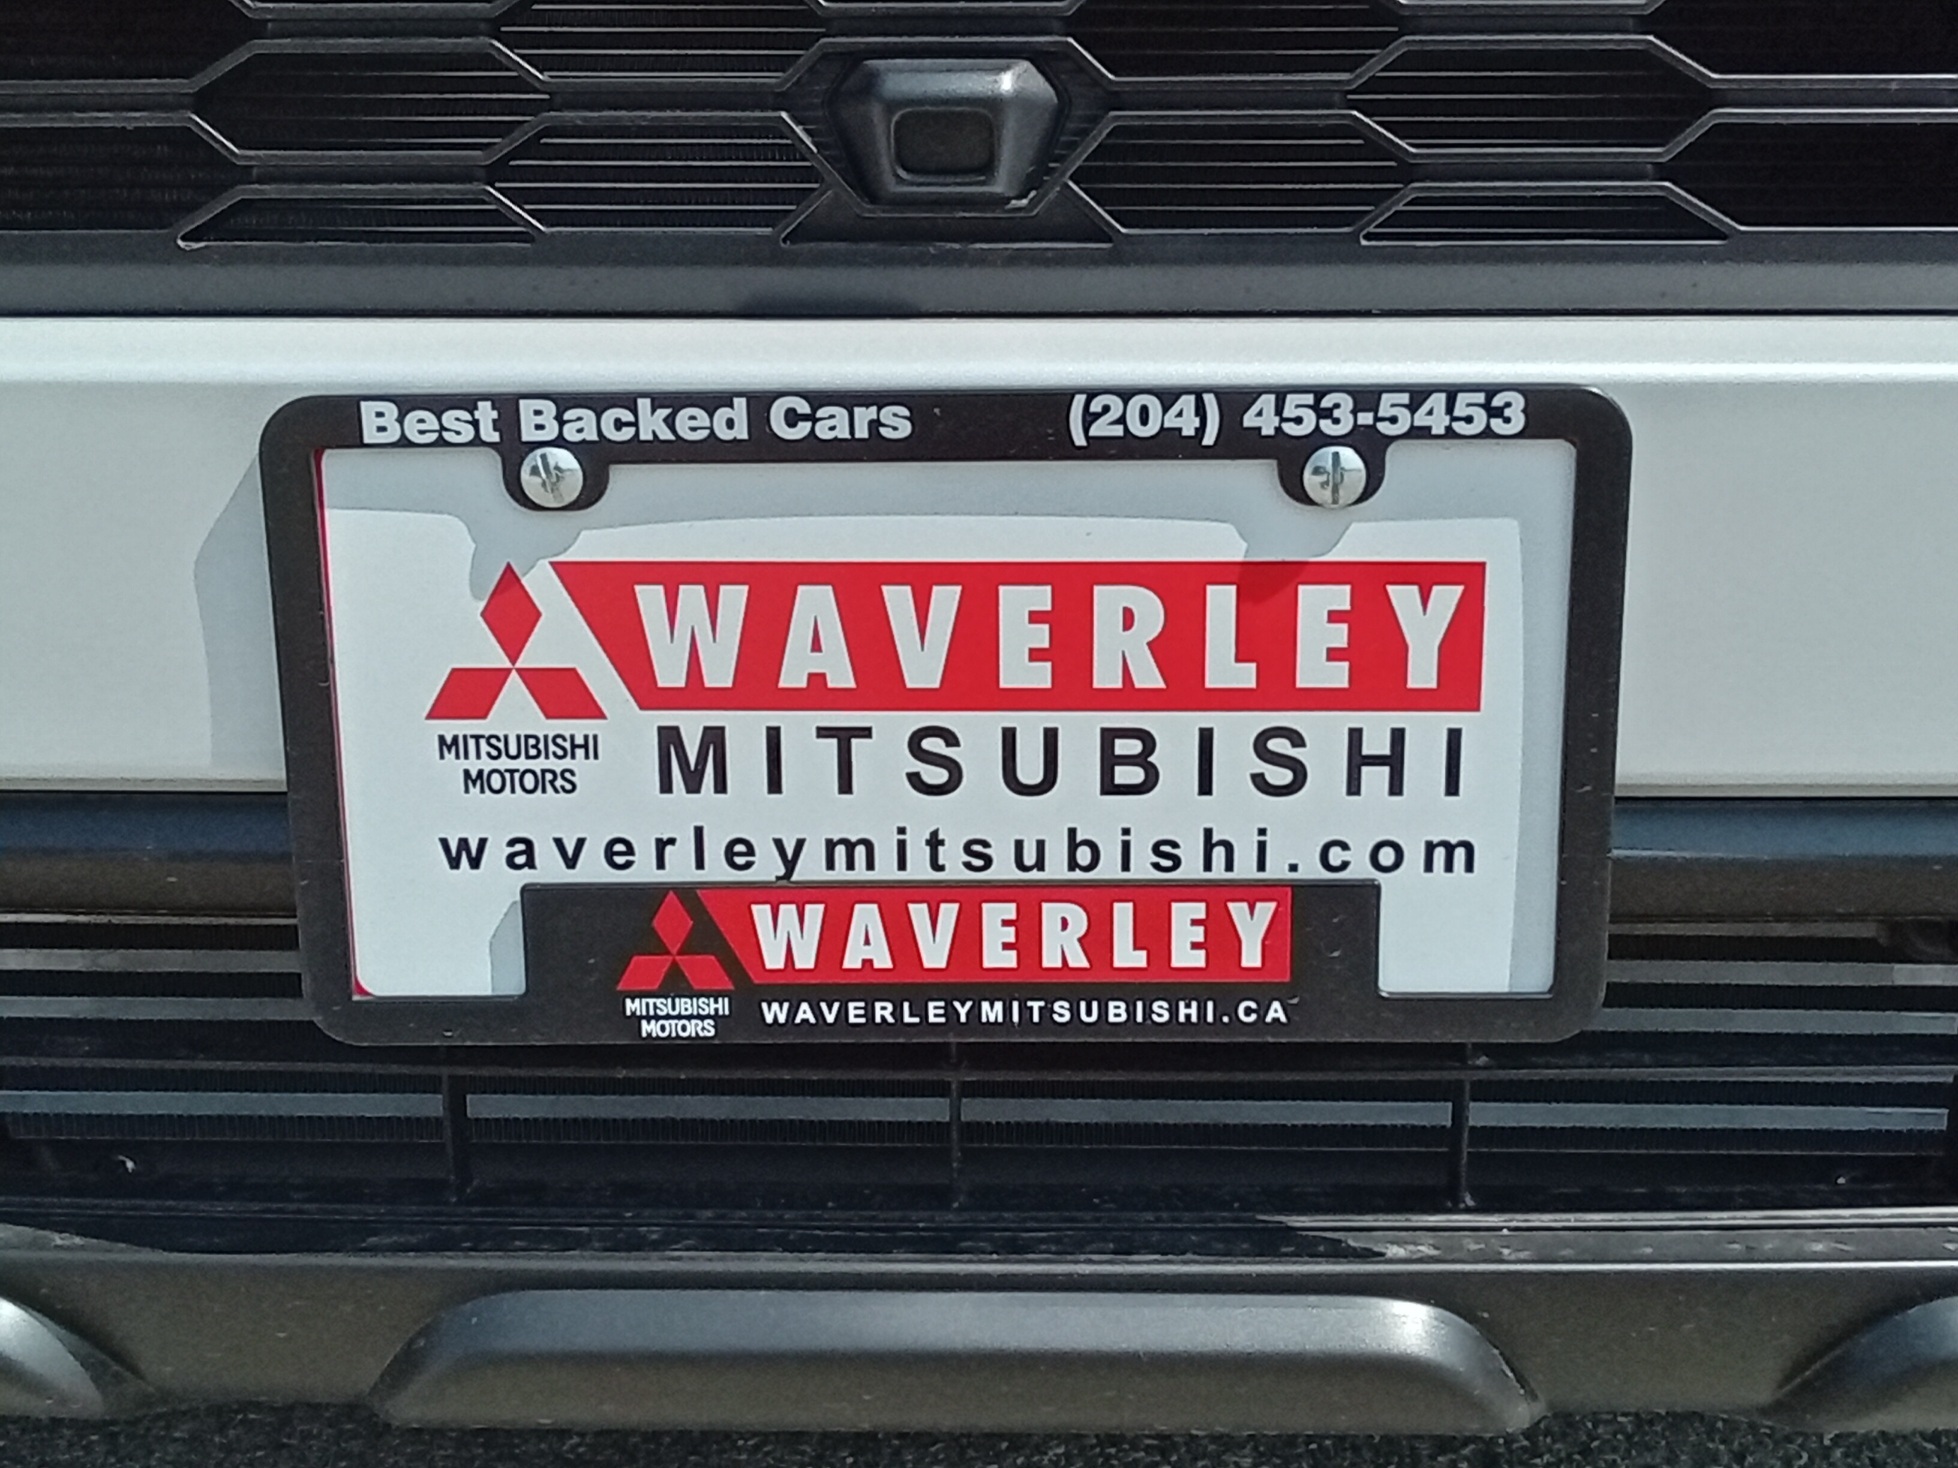 Best Backed Cars (204) 453-5453
WAVERLEY
MITSUBISHI
MITSUBISHI
MOTORS
waverleymitsubishi.com
WAVERLEY
MITSUBISHI
MOTORS
WAVERLEYMITSUBISHI.CA